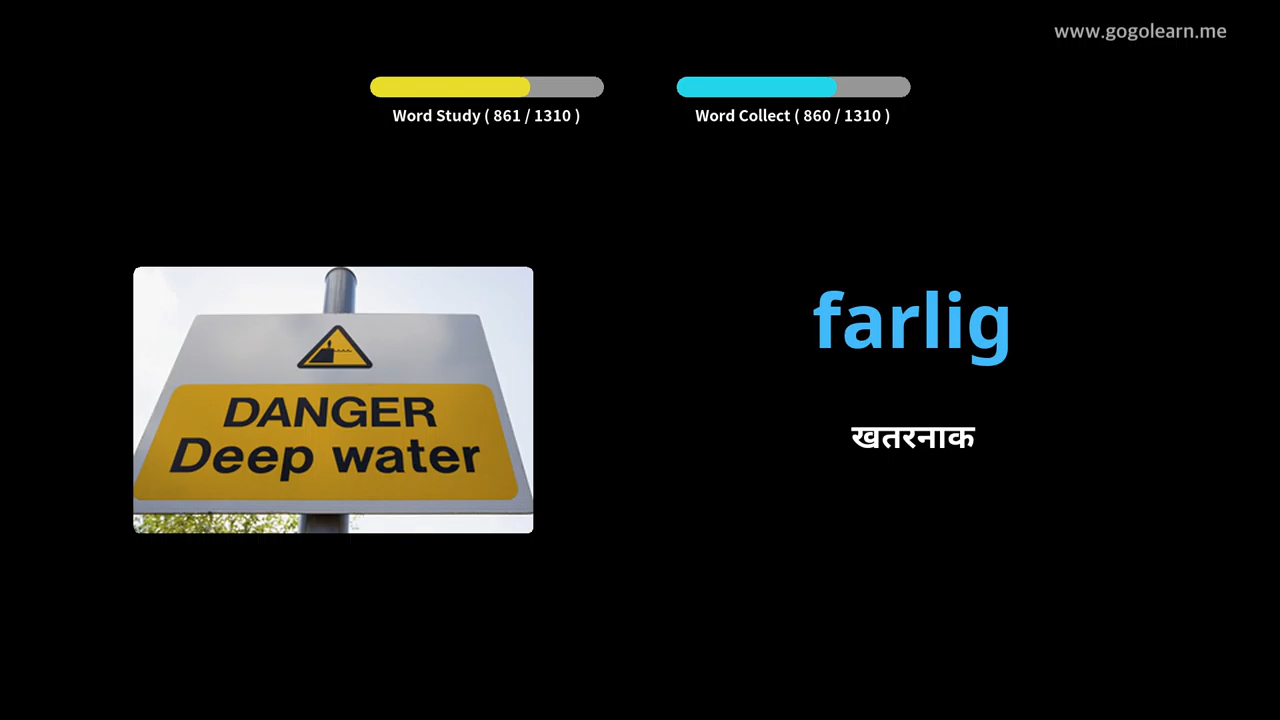 www.gogolearn.me
Word Study ( 861 / 1310 )
Word Collect ( 860 / 1310 )
DANGER
Deep water
farlig
खतरनाक